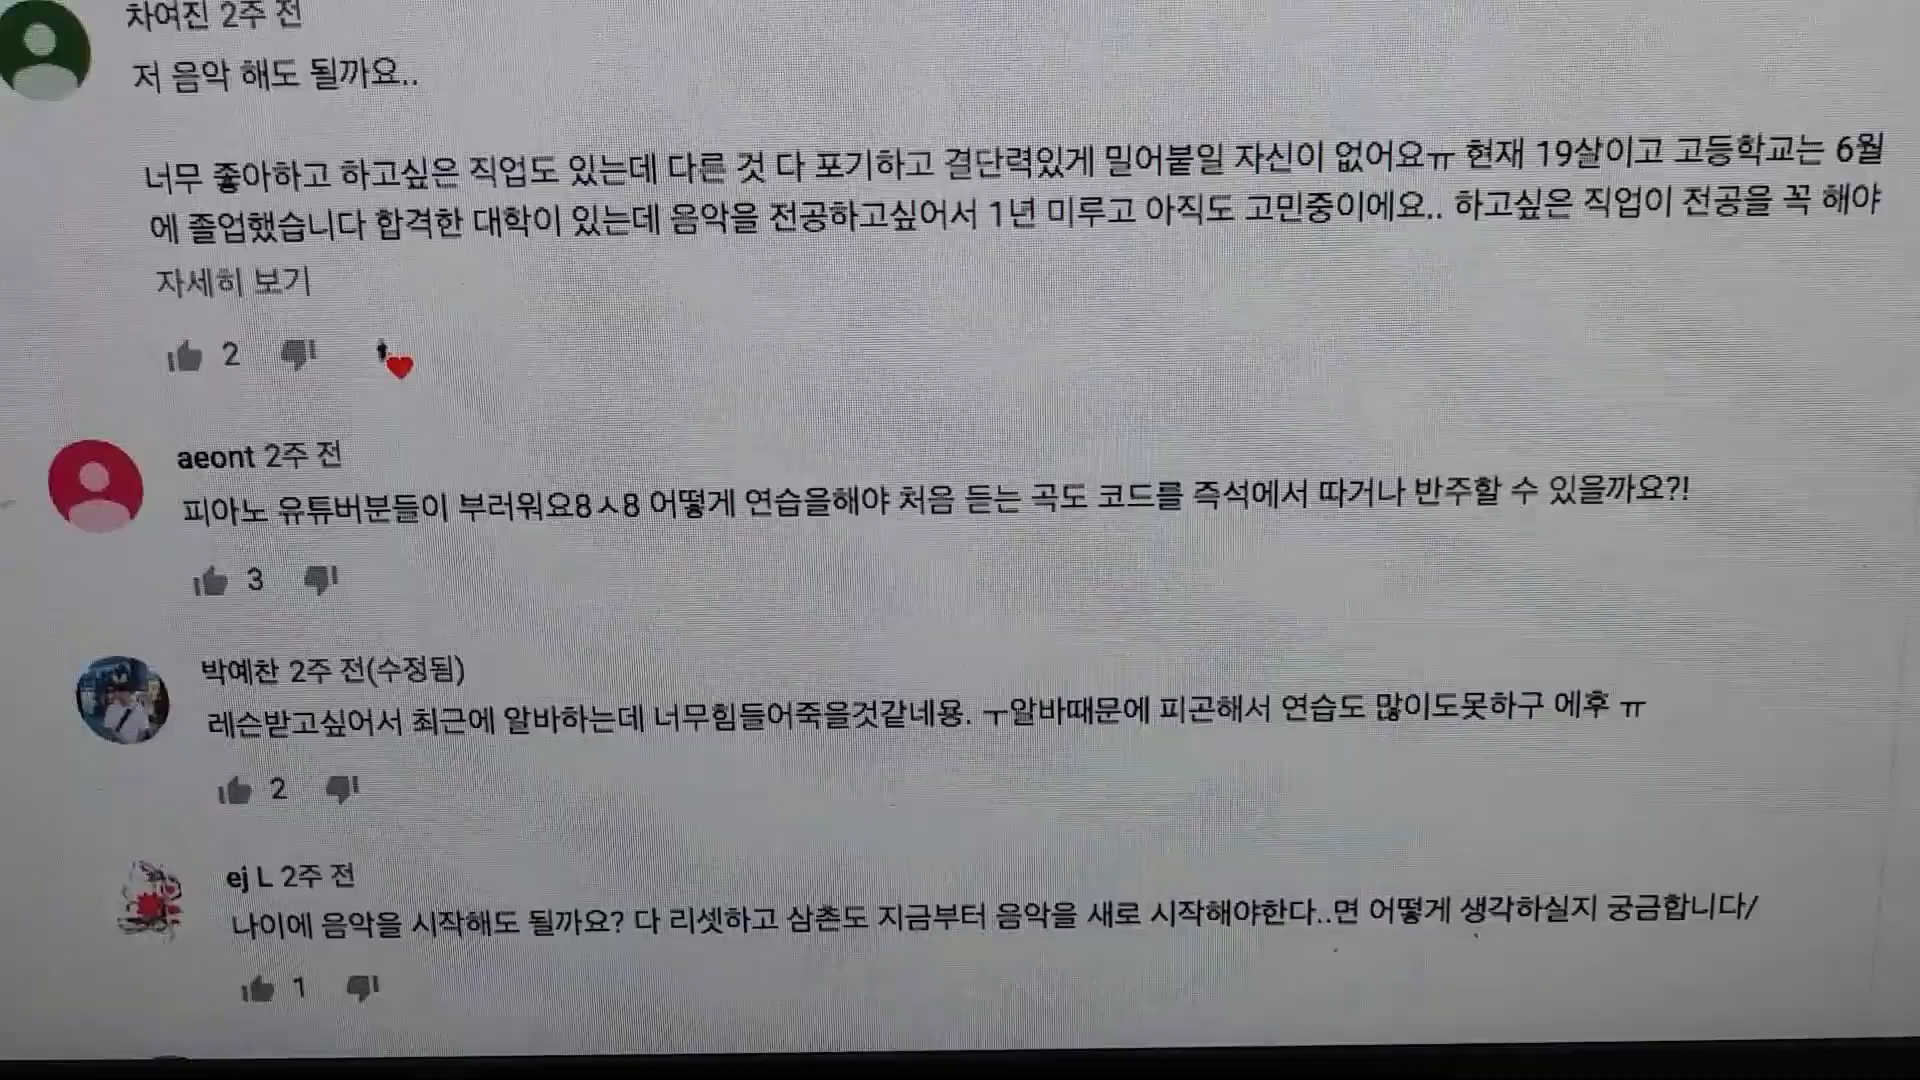 차여진 2주 전
저 음악 해도 될까요..
너무 좋아하고 하고싶은 직업도 있는데 다른 것 다 포기하고 결단력있게 밀어붙일 자신이 없어요ㅠ 현재 19살이고 고등학교는 6월
에 졸업했습니다 합격한 대학이 있는데 음악을 전공하고싶어서 1년 미루고 아직도 고민중이에요.. 하고싶은 직업이 전공을 꼭 해야
자세히 보기
2
aeont 2주 전
피아노 유튜버분들이 부러워요8ㅅ8 어떻게 연습을해야 처음 듣는 곡도 코드를 즉석에서 따거나 반주할 수 있을까요?!
3
박예찬 2주 전(수정됨)
레슨받고싶어서 최근에 알바하는데 너무힘들어죽을것같네용. ㅜ알바때문에 피곤해서 연습도 많이도못하구 에후 ㅠ
2
ej L 2주 전
나이에 음악을 시작해도 될까요? 다 리셋하고 삼촌도 지금부터 음악을 새로 시작해야한다..면 어떻게 생각하실지 궁금합니다/
1